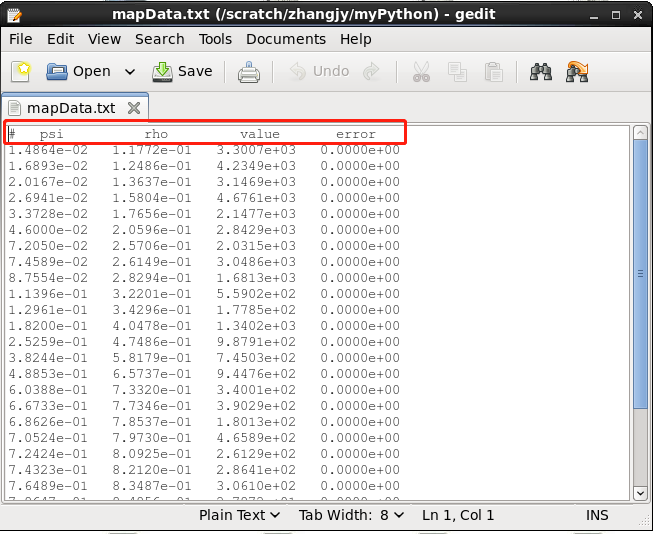 mapData.txt (/scratch/zhangjy/myPython) - gedit
File Edit View Search Tools Documents Help
Open Save Undo
mapData.txt
# psi rho value error
1.4864e-02 1.1772e-01 3.3007e+03 0.0000e+00
1.6893e-02 1.2486e-01 4.2349e+03 0.0000e+00
2.0167e-02 1.3637e-01 3.1469e+03 0.0000e+00
2.6941e-02 1.5804e-01 4.6761e+03 0.0000e+00
3.3728e-02 1.7656e-01 2.1477e+03 0.0000e+00
4.6000e-02 2.0596e-01 2.8429e+03 0.0000e+00
7.2050e-02 2.5706e-01 2.0315e+03 0.0000e+00
7.4589e-02 2.6149e-01 3.0486e+03 0.0000e+00
8.7554e-02 2.8294e-01 1.6813e+03 0.0000e+00
1.1396e-01 3.2201e-01 5.5902e+02 0.0000e+00
1.2961e-01 3.4296e-01 1.7785e+02 0.0000e+00
1.8200e-01 4.0478e-01 1.3402e+03 0.0000e+00
2.5259e-01 4.7486e-01 9.8791e+02 0.0000e+00
3.8244e-01 5.8179e-01 7.4503e+02 0.0000e+00
4.8853e-01 6.5737e-01 9.4476e+02 0.0000e+00
6.0388e-01 7.3320e-01 3.4001e+02 0.0000e+00
6.6733e-01 7.7346e-01 3.9029e+02 0.0000e+00
6.8626e-01 7.8537e-01 1.8013e+02 0.0000e+00
7.0524e-01 7.9730e-01 4.6589e+02 0.0000e+00
7.2424e-01 8.0925e-01 2.6129e+02 0.0000e+00
7.4323e-01 8.2120e-01 2.8641e+02 0.0000e+00
7.6489e-01 8.3487e-01 3.0610e+02 0.0000e+00
Plain Text Tab Width: 8 Ln 1, Col 1 INS